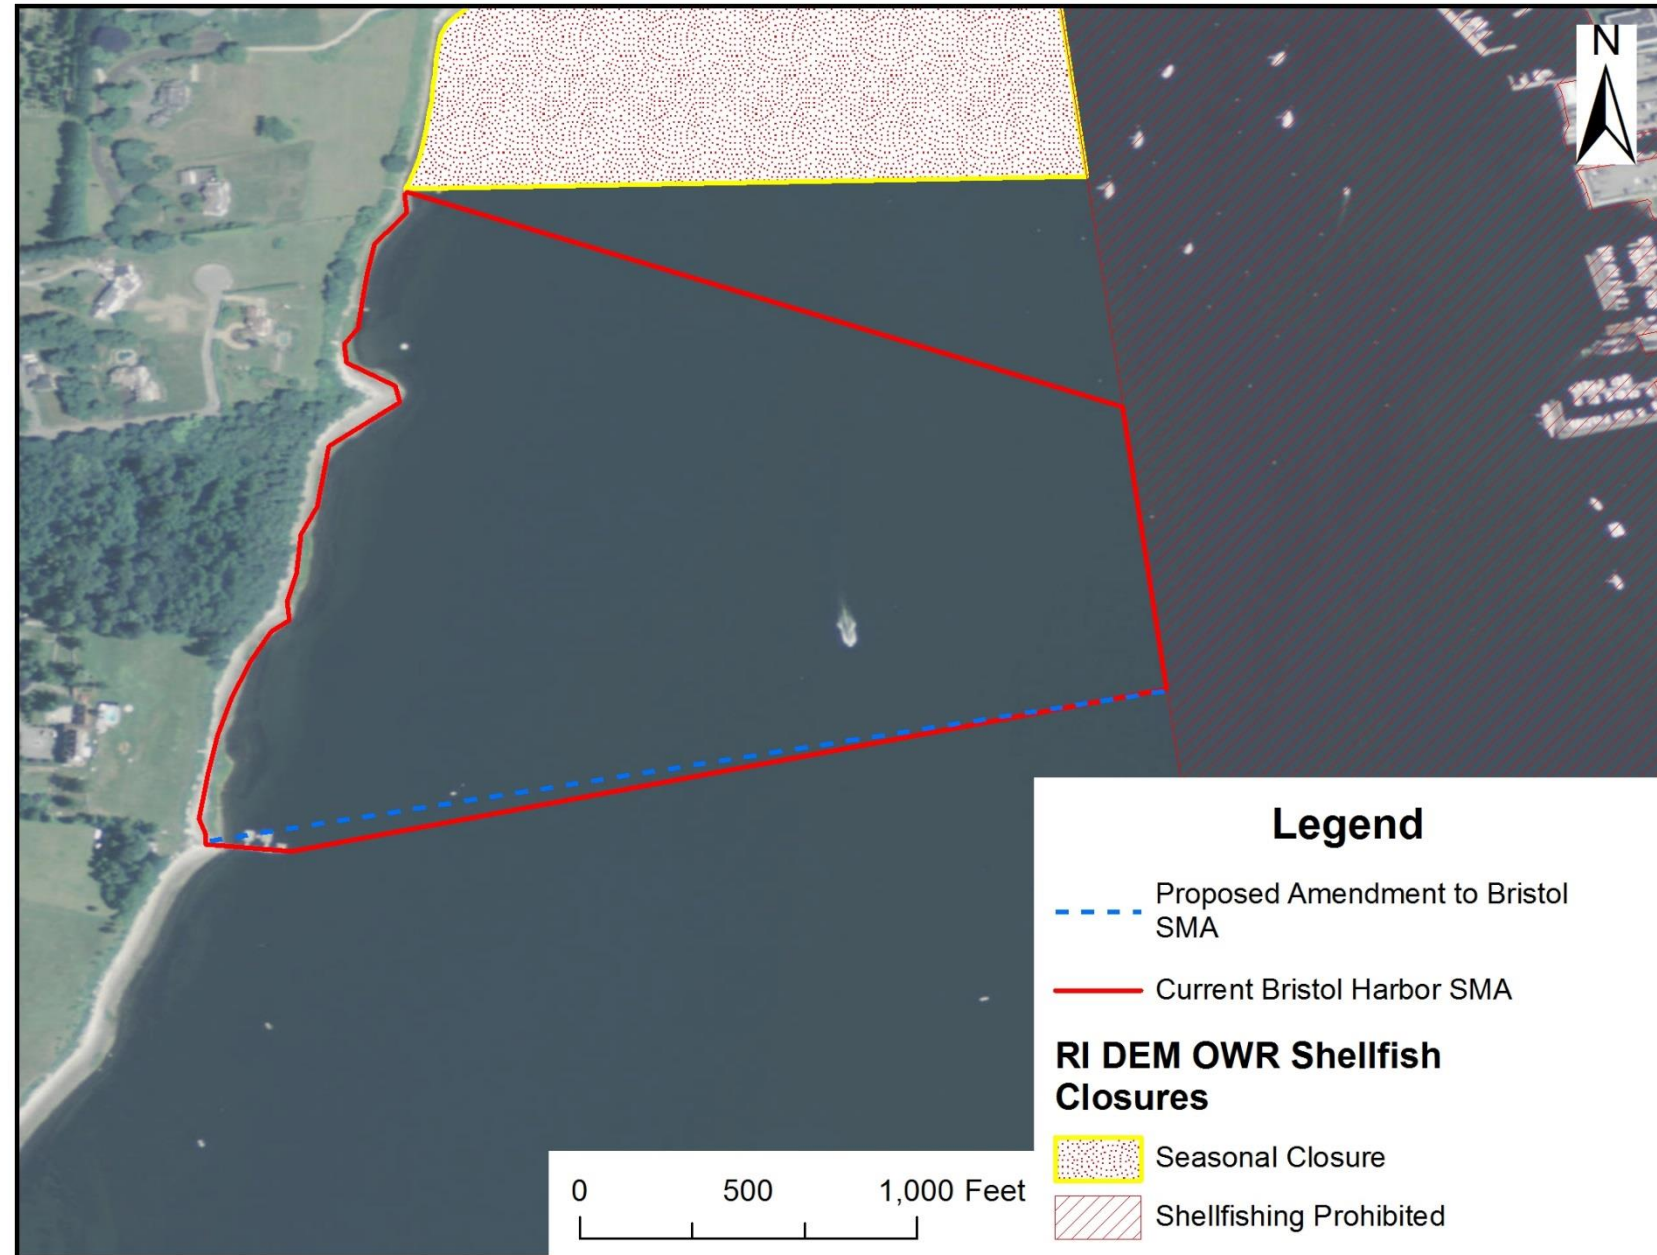 N
Legend
Proposed Amendment to Bristol
SMA
Current Bristol Harbor SMA
RI DEM OWR Shellfish
Closures
Seasonal Closure
Shellfishing Prohibited
0 500 1,000 Feet